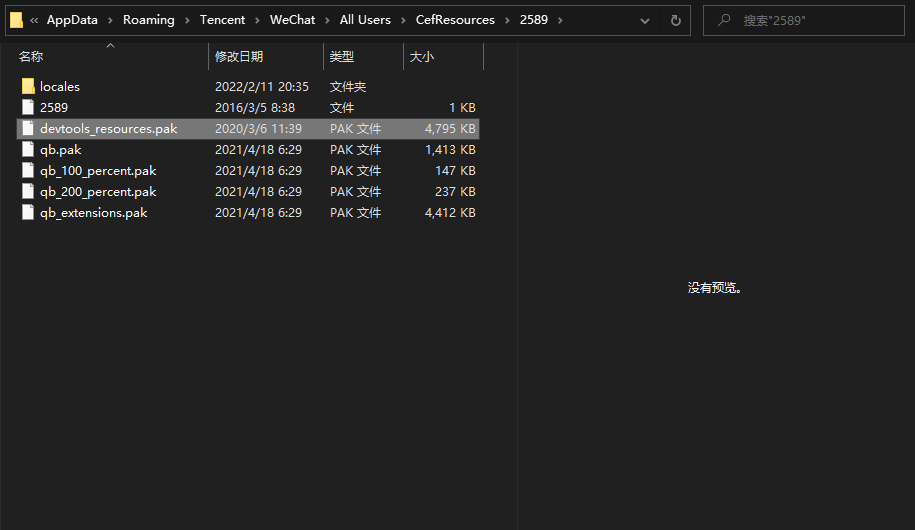 « AppData › Roaming › Tencent › WeChat › All Users › CefResources › 2589 › 搜索"2589"
名称 修改日期 类型 大小
locales 2022/2/11 20:35 文件夹
2589 2016/3/5 8:38 文件 1 KB
devtools_resources.pak 2020/3/6 11:39 PAK 文件 4,795 KB
qb.pak 2021/4/18 6:29 PAK 文件 1,413 KB
qb_100_percent.pak 2021/4/18 6:29 PAK 文件 147 KB
qb_200_percent.pak 2021/4/18 6:29 PAK 文件 237 KB
qb_extensions.pak 2021/4/18 6:29 PAK 文件 4,412 KB
没有预览。